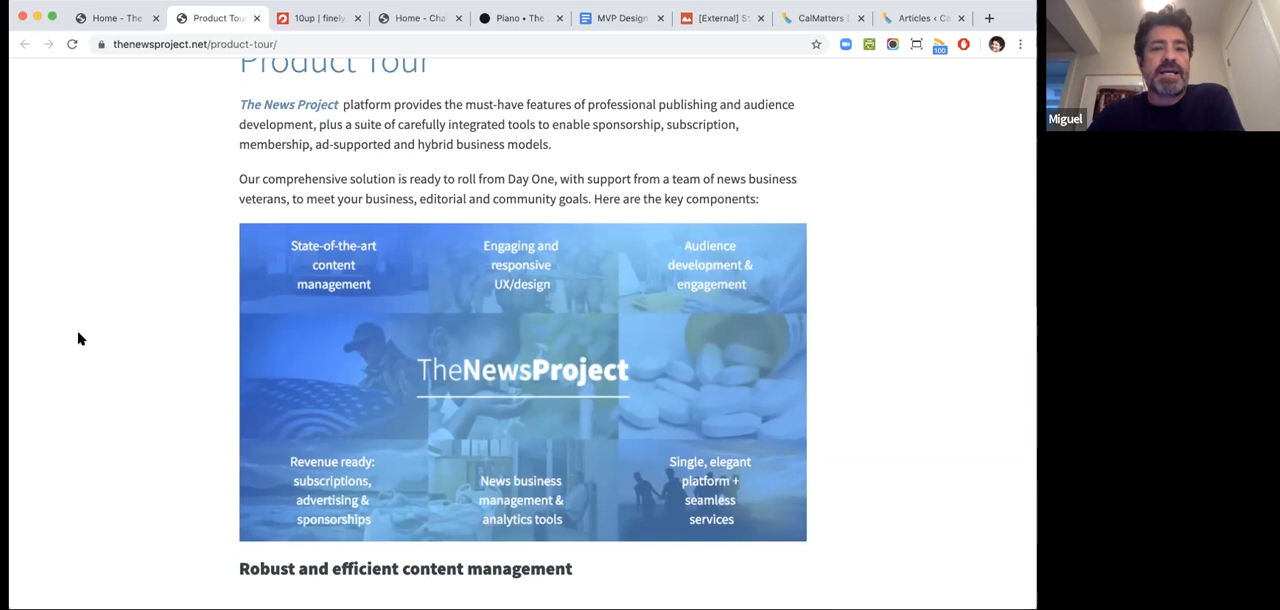 Home - The
Product Tour
10up | finely
Home - Cha
Piano • The
MVP Design
[External] S
CalMatters |
Articles ‹ Ca
thenewsproject.net/product-tour/
100
Product Tour
The News Project platform provides the must-have features of professional publishing and audience
development, plus a suite of carefully integrated tools to enable sponsorship, subscription,
membership, ad-supported and hybrid business models.
Our comprehensive solution is ready to roll from Day One, with support from a team of news business
veterans, to meet your business, editorial and community goals. Here are the key components:
State-of-the-art
content
management
Engaging and
responsive
UX/design
Audience
development &
engagement
TheNewsProject
Revenue ready:
subscriptions,
advertising &
sponsorships
News business
management &
analytics tools
Single, elegant
platform +
seamless
services
Robust and efficient content management
Miguel